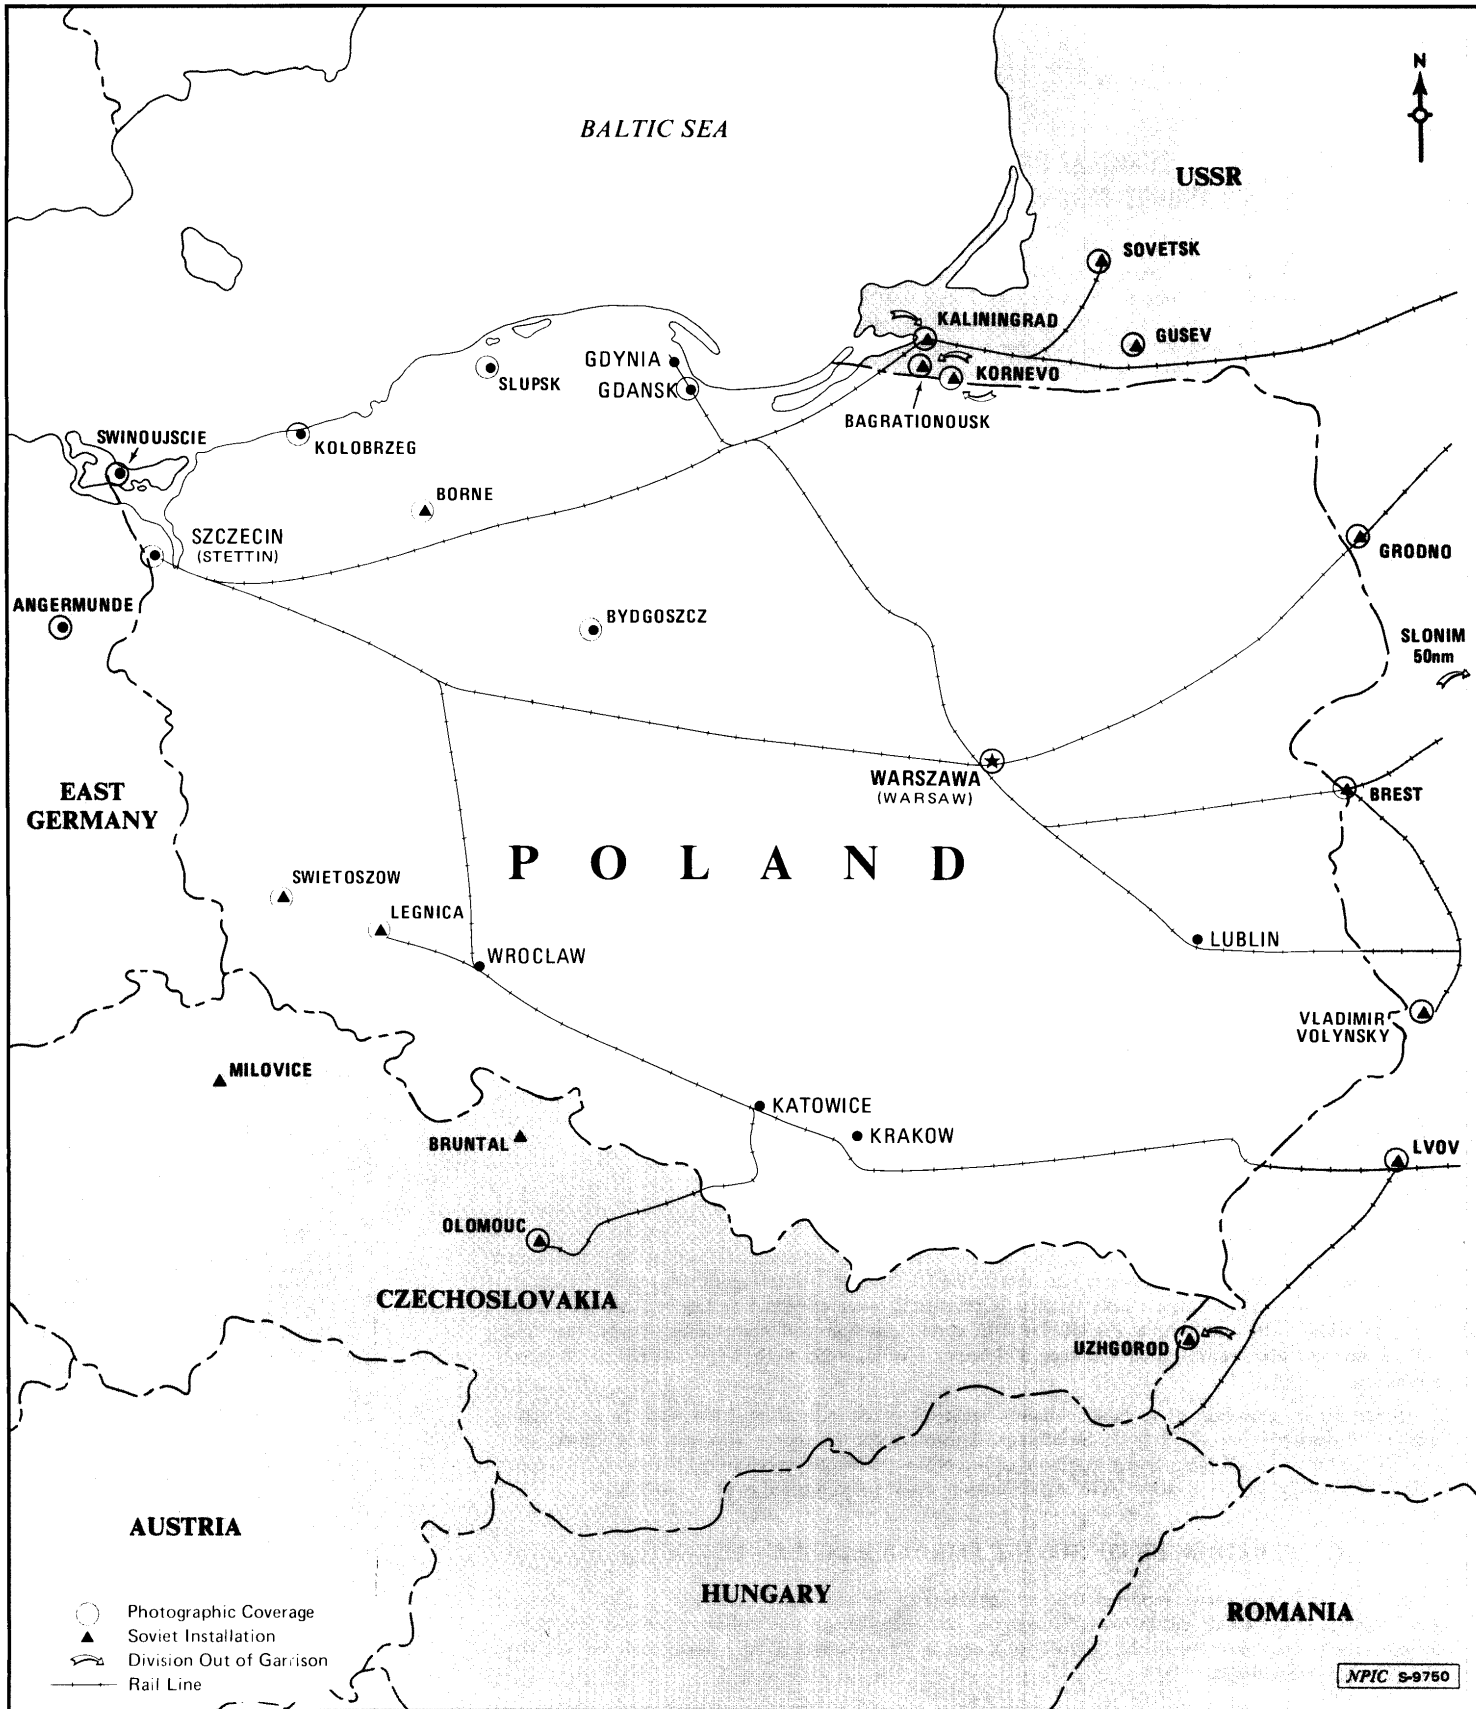 N
BALTIC SEA
USSR
SOVETSK
KALININGRAD
GUSEV
KORNEVO
BAGRATIONOUSK
GDYNIA
GDANSK
SLUPSK
KOLOBRZEG
SWINOUJSCIE
BORNE
SZCZECIN
(STETTIN)
GRODNO
ANGERMUNDE
BYDGOSZCZ
SLONIM
50nm
WARSZAWA
(WARSAW)
BREST
EAST
GERMANY
POLAND
SWIETOSZOW
LEGNICA
WROCLAW
LUBLIN
VLADIMIR
VOLYNSKY
MILOVICE
KATOWICE
KRAKOW
BRUNTAL
LVOV
OLOMOUC
CZECHOSLOVAKIA
UZHGOROD
AUSTRIA
HUNGARY
ROMANIA
Photographic Coverage
Soviet Installation
Division Out of Garrison
Rail Line
NPIC S-9750